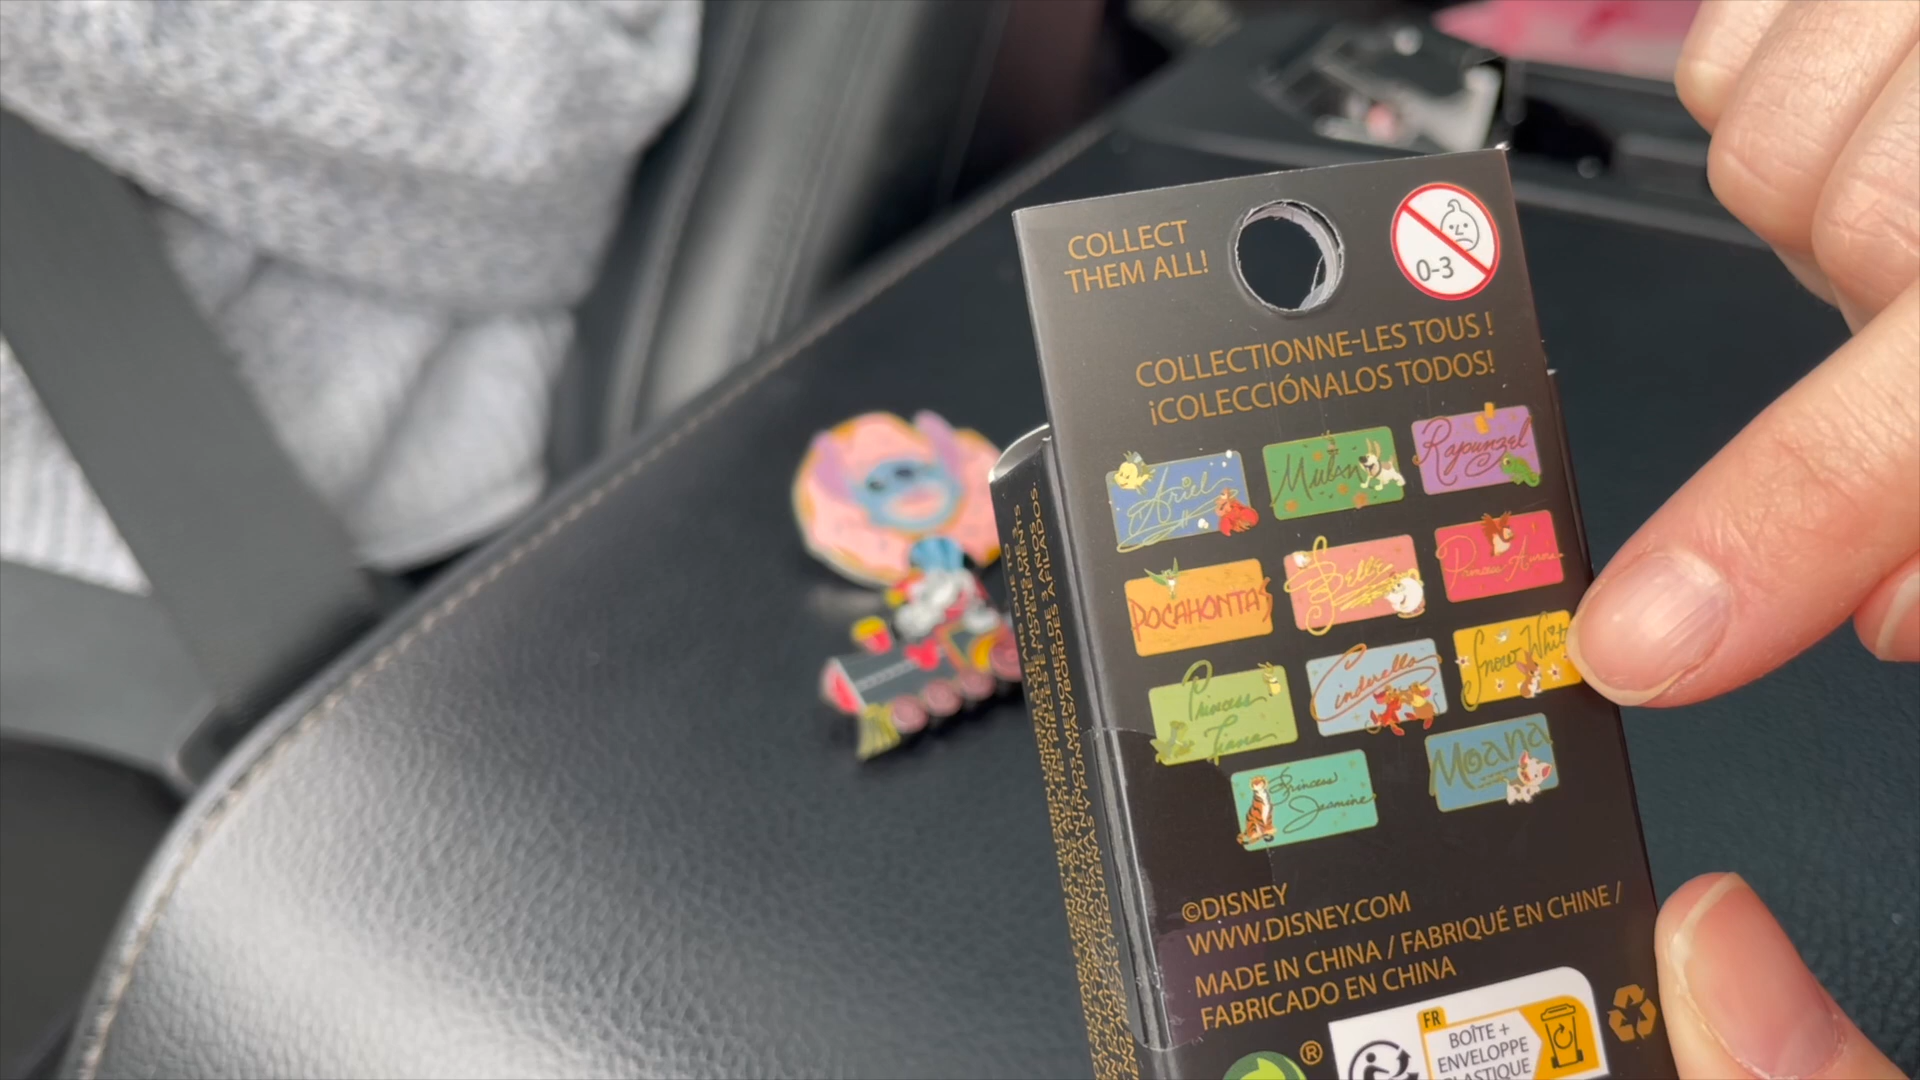 COLLECT
THEM ALL!
0-3
COLLECTIONNE-LES TOUS !
¡COLECCIÓNALOS TODOS!
Ariel
Mulan
Rapunzel
POCAHONTAS
Belle
Princess Aurora
Princess
Tiana
Cinderella
Snow White
Princess
Jasmine
Moana
©DISNEY
WWW.DISNEY.COM
MADE IN CHINA / FABRIQUÉ EN CHINE /
FABRICADO EN CHINA
®
FR
BOÎTE +
ENVELOPPE
PLASTIQUE